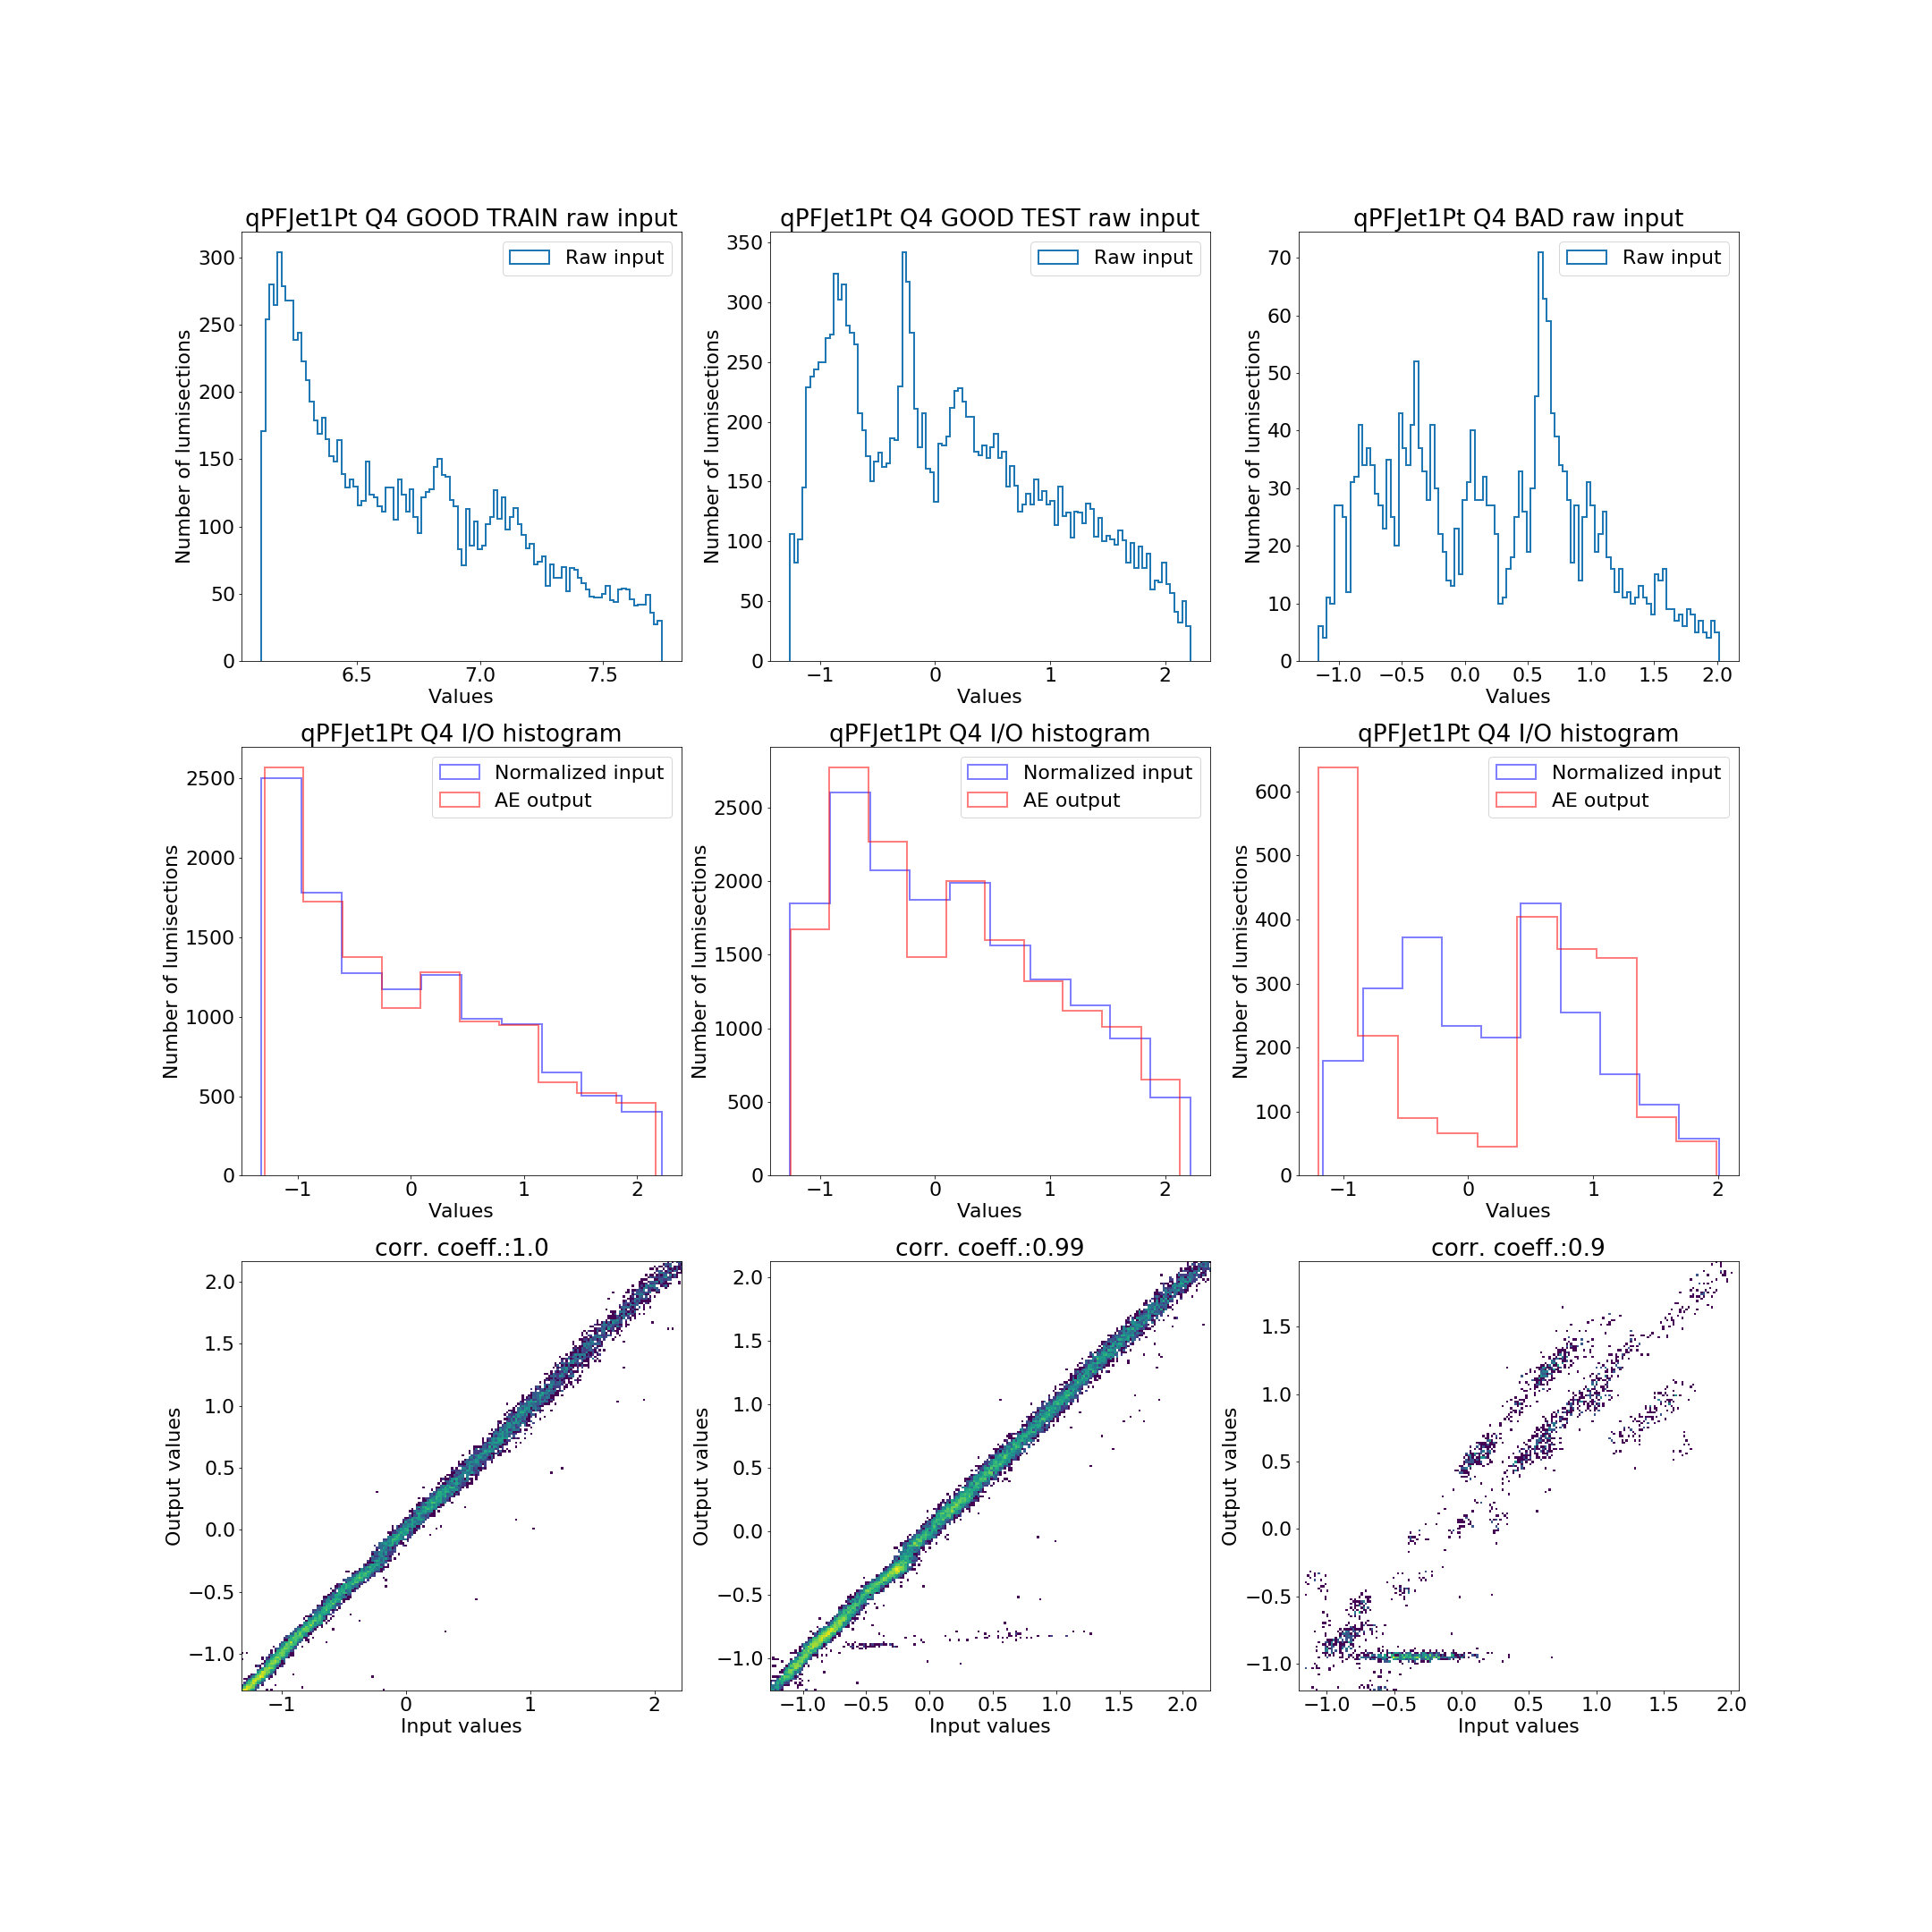 qPFJet1Pt Q4 GOOD TRAIN raw input
Raw input
Number of lumisections
300
250
200
150
100
50
0
6.5 7.0 7.5
Values
qPFJet1Pt Q4 GOOD TEST raw input
Raw input
Number of lumisections
350
300
250
200
150
100
50
0
−1 0 1 2
Values
qPFJet1Pt Q4 BAD raw input
Raw input
Number of lumisections
70
60
50
40
30
20
10
0
−1.0 −0.5 0.0 0.5 1.0 1.5 2.0
Values
qPFJet1Pt Q4 I/O histogram
Normalized input
AE output
Number of lumisections
2500
2000
1500
1000
500
0
−1 0 1 2
Values
qPFJet1Pt Q4 I/O histogram
Normalized input
AE output
Number of lumisections
2500
2000
1500
1000
500
0
−1 0 1 2
Values
qPFJet1Pt Q4 I/O histogram
Normalized input
AE output
Number of lumisections
600
500
400
300
200
100
0
−1 0 1 2
Values
corr. coeff.:1.0
Output values
2.0
1.5
1.0
0.5
0.0
−0.5
−1.0
−1 0 1 2
Input values
corr. coeff.:0.99
Output values
2.0
1.5
1.0
0.5
0.0
−0.5
−1.0
−1.0 −0.5 0.0 0.5 1.0 1.5 2.0
Input values
corr. coeff.:0.9
Output values
1.5
1.0
0.5
0.0
−0.5
−1.0
−1.0 −0.5 0.0 0.5 1.0 1.5 2.0
Input values